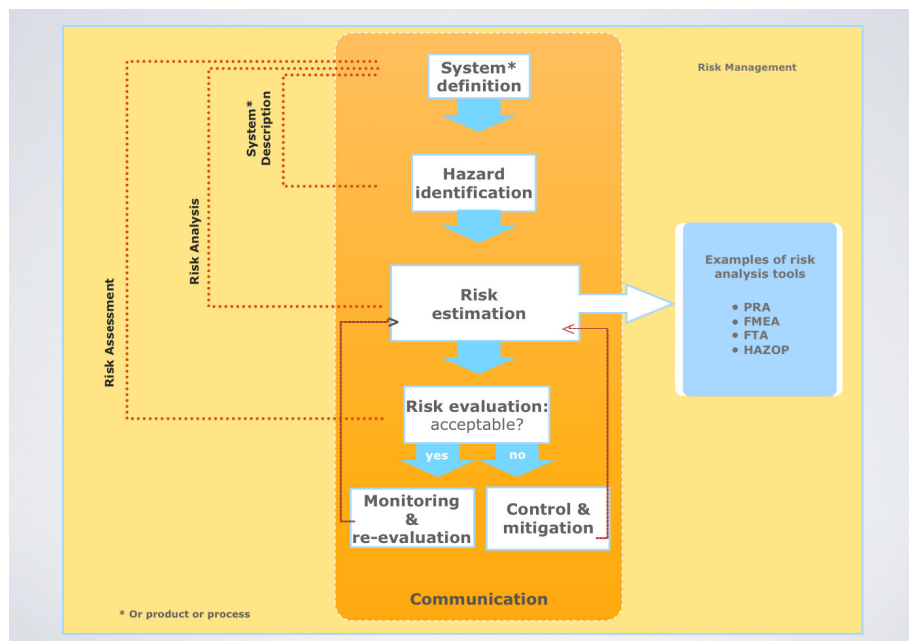 System*
definition
Risk Management
System*
Description
Hazard
identification
Risk Analysis
Risk Assessment
Risk
estimation
Examples of risk
analysis tools
• PRA
• FMEA
• FTA
• HAZOP
Risk evaluation:
acceptable?
yes
no
Monitoring
&
re-evaluation
Control &
mitigation
Communication
* Or product or process